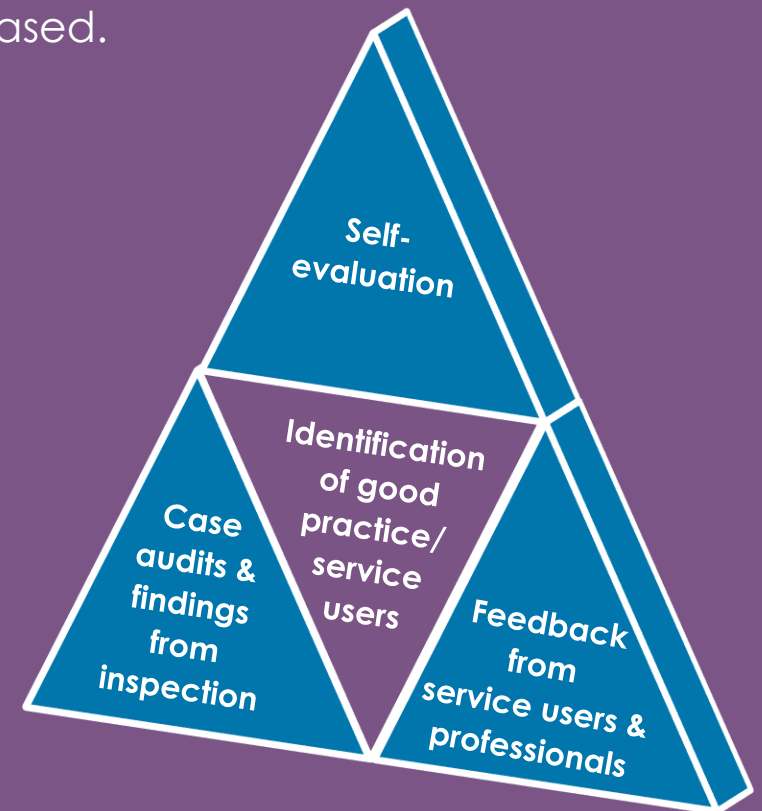 ased.
Self-
evaluation
Identification
of good
practice/
service
users
Case
audits &
findings
from
inspection
Feedback
from
service users &
professionals